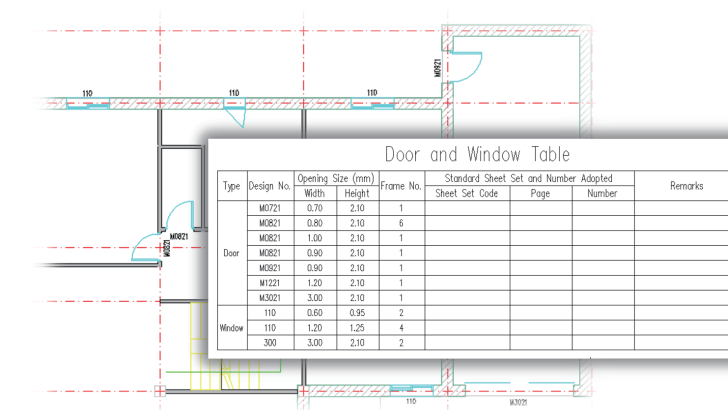 M0921
110
110
110
Door and Window Table
Type Design No. Opening Size (mm) Frame No. Standard Sheet Set and Number Adopted Remarks
Width Height Sheet Set Code Page Number
Door
M0721 0.70 2.10 1
M0821 0.80 2.10 6
M0821 1.00 2.10 1
M0821 0.90 2.10 1
M0921 0.90 2.10 1
M1221 1.20 2.10 1
M3021 3.00 2.10 1
Window
110 0.60 0.95 2
110 1.20 1.25 4
300 3.00 2.10 2
M0821
M0821
110
M3021